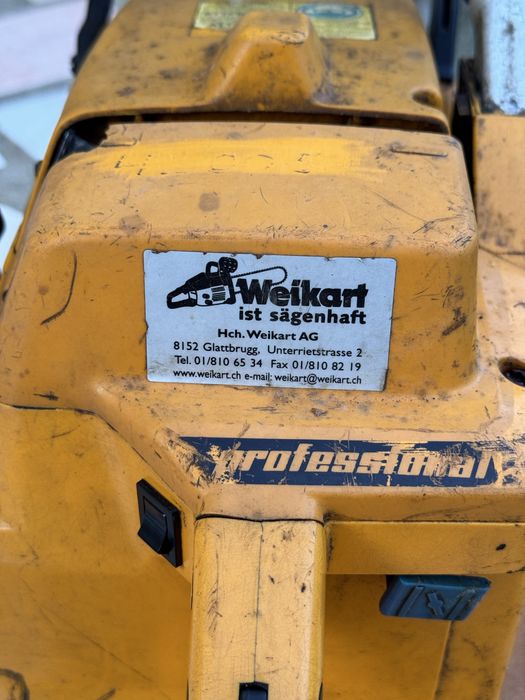 Weikart
ist sägenhaft
Hch. Weikart AG
8152 Glattbrugg, Unterrietstrasse 2
Tel. 01/810 65 34 Fax 01/810 82 19
www.weikart.ch e-mail: weikart@weikart.ch
professional